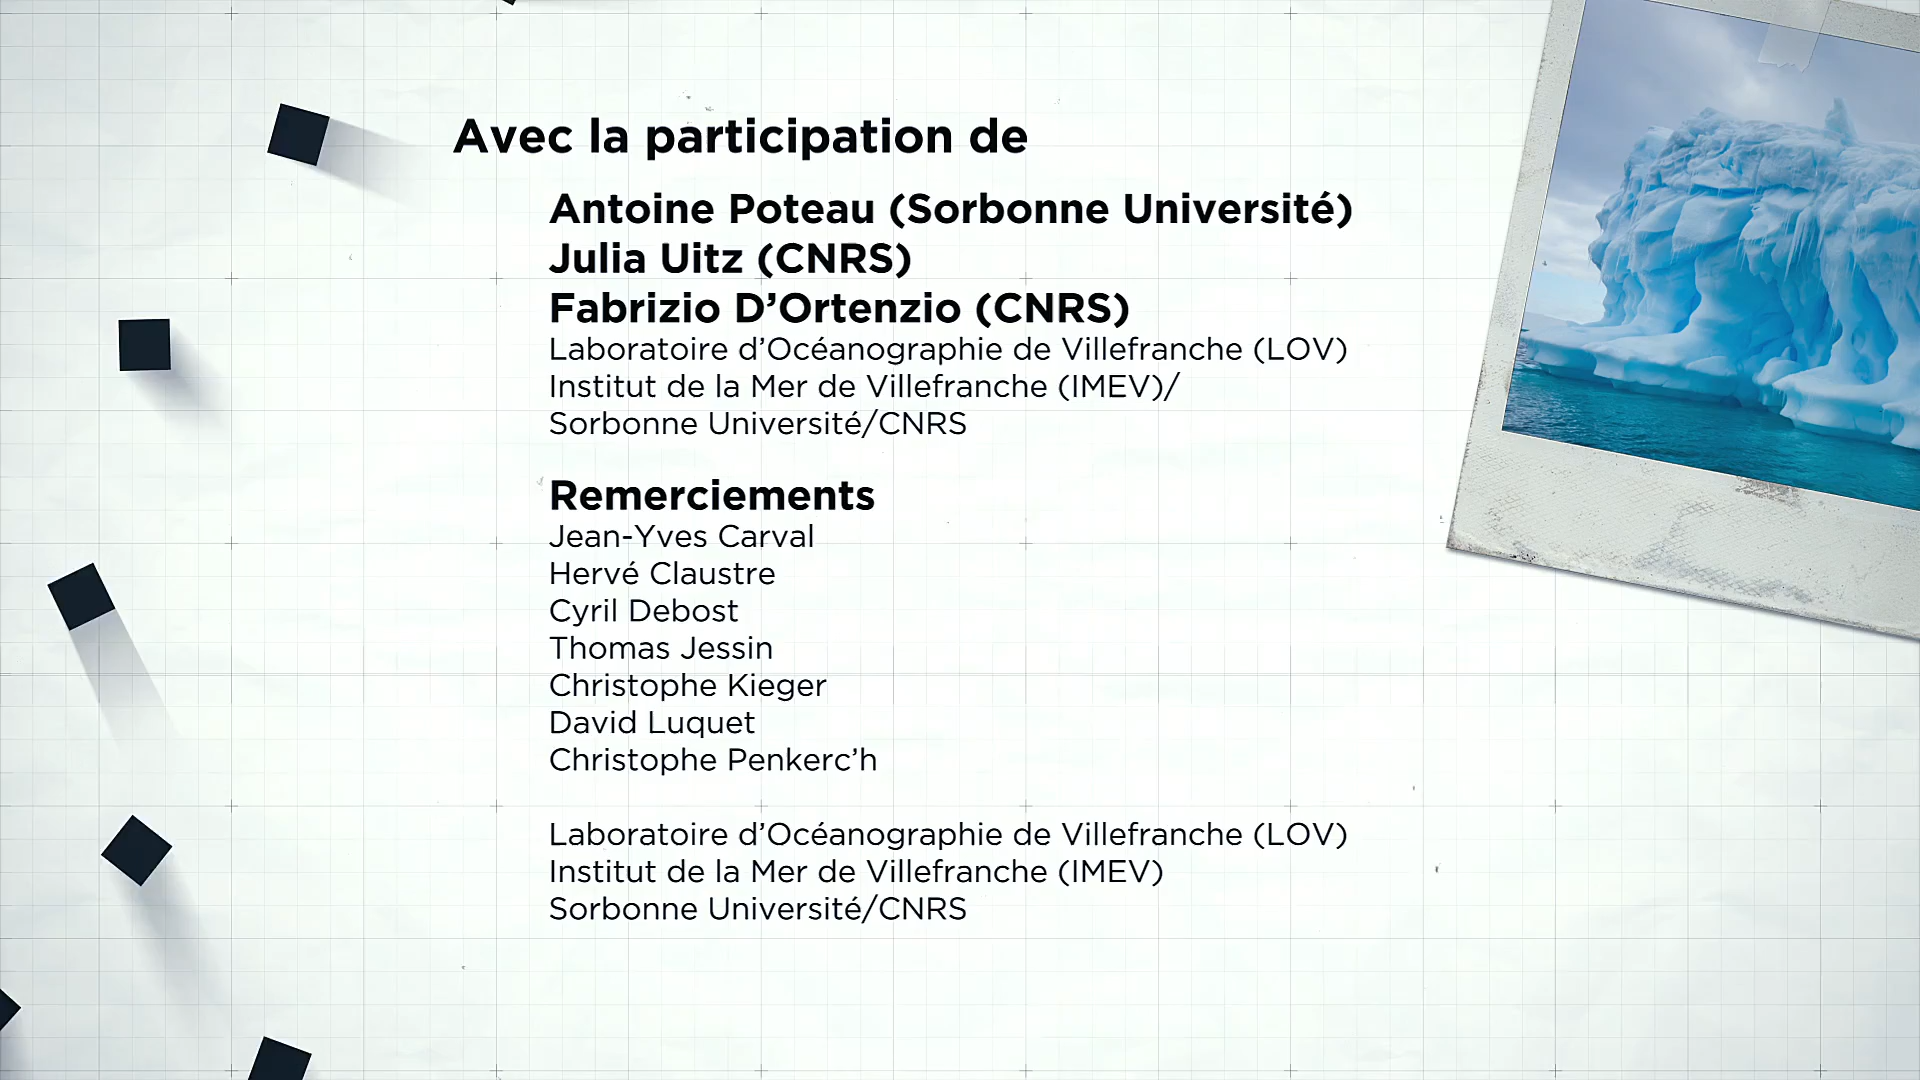 Avec la participation de
Antoine Poteau (Sorbonne Université)
Julia Uitz (CNRS)
Fabrizio D’Ortenzio (CNRS)
Laboratoire d’Océanographie de Villefranche (LOV)
Institut de la Mer de Villefranche (IMEV)/
Sorbonne Université/CNRS
Remerciements
Jean-Yves Carval
Hervé Claustre
Cyril Debost
Thomas Jessin
Christophe Kieger
David Luquet
Christophe Penkerc’h
Laboratoire d’Océanographie de Villefranche (LOV)
Institut de la Mer de Villefranche (IMEV)
Sorbonne Université/CNRS